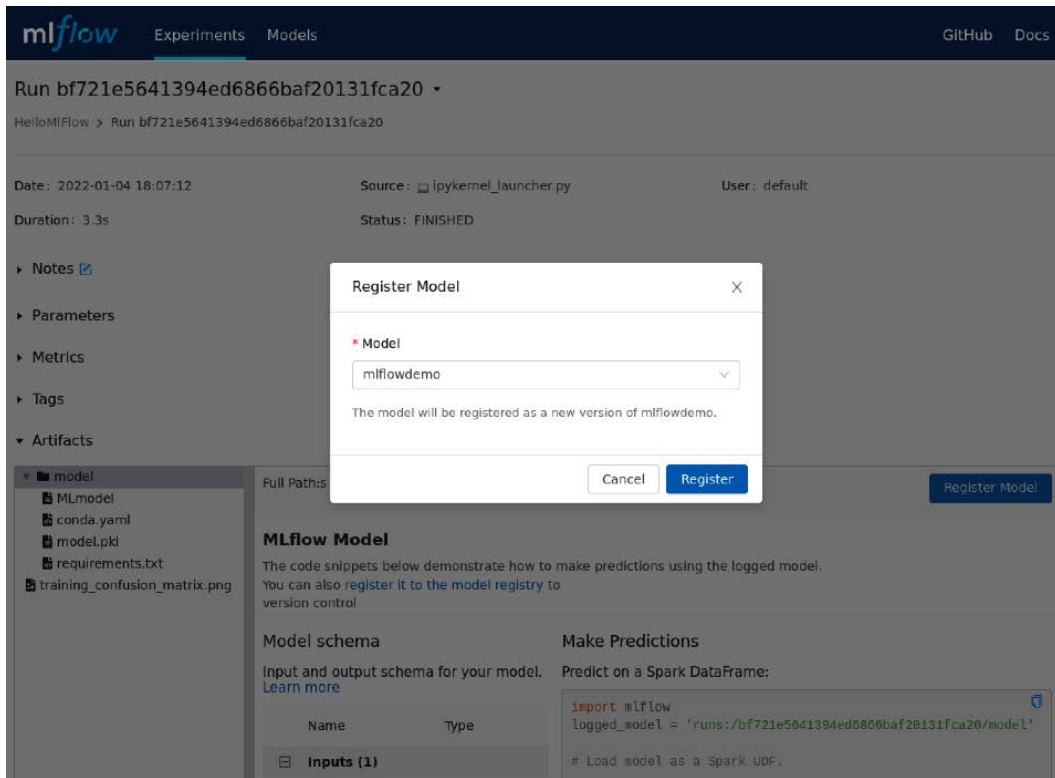 mlflow Experiments Models GitHub Docs
Run bf721e5641394ed6866baf20131fca20
HelloMlFlow > Run bf721e5641394ed6866baf20131fca20
Date: 2022-01-04 18:07:12 Source: ipykernel_launcher.py User: default
Duration: 3.3s Status: FINISHED
Notes
Parameters
Metrics
Tags
Artifacts
Register Model
* Model
mlflowdemo
The model will be registered as a new version of mlflowdemo.
Cancel Register
model
MLmodel
conda.yaml
model.pkl
requirements.txt
training_confusion_matrix.png
Full Path:s
Register Model
MLflow Model
The code snippets below demonstrate how to make predictions using the logged model.
You can also register it to the model registry to
version control
Model schema
Input and output schema for your model.
Learn more
Name Type
Inputs (1)
Make Predictions
Predict on a Spark DataFrame:
import mlflow
logged_model = 'runs:/bf721e5641394ed6866baf20131fca20/model'
# Load model as a Spark UDF.